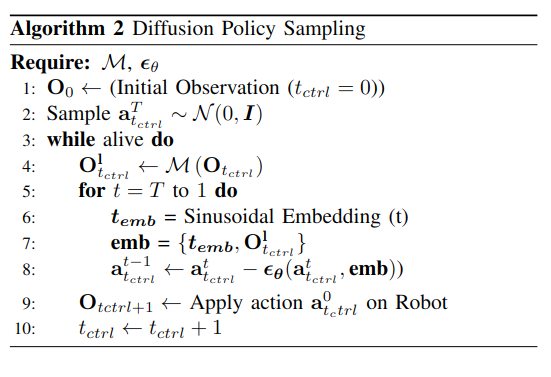 Algorithm 2 Diffusion Policy Sampling
Require: $\mathcal{M}$, $\boldsymbol{\epsilon}_\theta$
1: $\mathbf{O}_0 \leftarrow$ (Initial Observation ($t_{ctrl} = 0$))
2: Sample $\mathbf{a}^T_{t_{ctrl}} \sim \mathcal{N}(0, \boldsymbol{I})$
3: while alive do
4: $\mathbf{O}^{\mathbf{l}}_{t_{ctrl}} \leftarrow \mathcal{M}(\mathbf{O}_{t_{ctrl}})$
5: for $t = T$ to 1 do
6: $\boldsymbol{t_{emb}}$ = Sinusoidal Embedding (t)
7: emb = $\{\boldsymbol{t_{emb}}, \mathbf{O}^{\mathbf{l}}_{t_{ctrl}}\}$
8: $\mathbf{a}^{t-1}_{t_{ctrl}} \leftarrow \mathbf{a}^t_{t_{ctrl}} - \boldsymbol{\epsilon_\theta}(\mathbf{a}^t_{t_{ctrl}}, \mathbf{emb}))$
9: $\mathbf{O}_{tctrl+1} \leftarrow$ Apply action $\mathbf{a}^0_{t_ctrl}$ on Robot
10: $t_{ctrl} \leftarrow t_{ctrl} + 1$